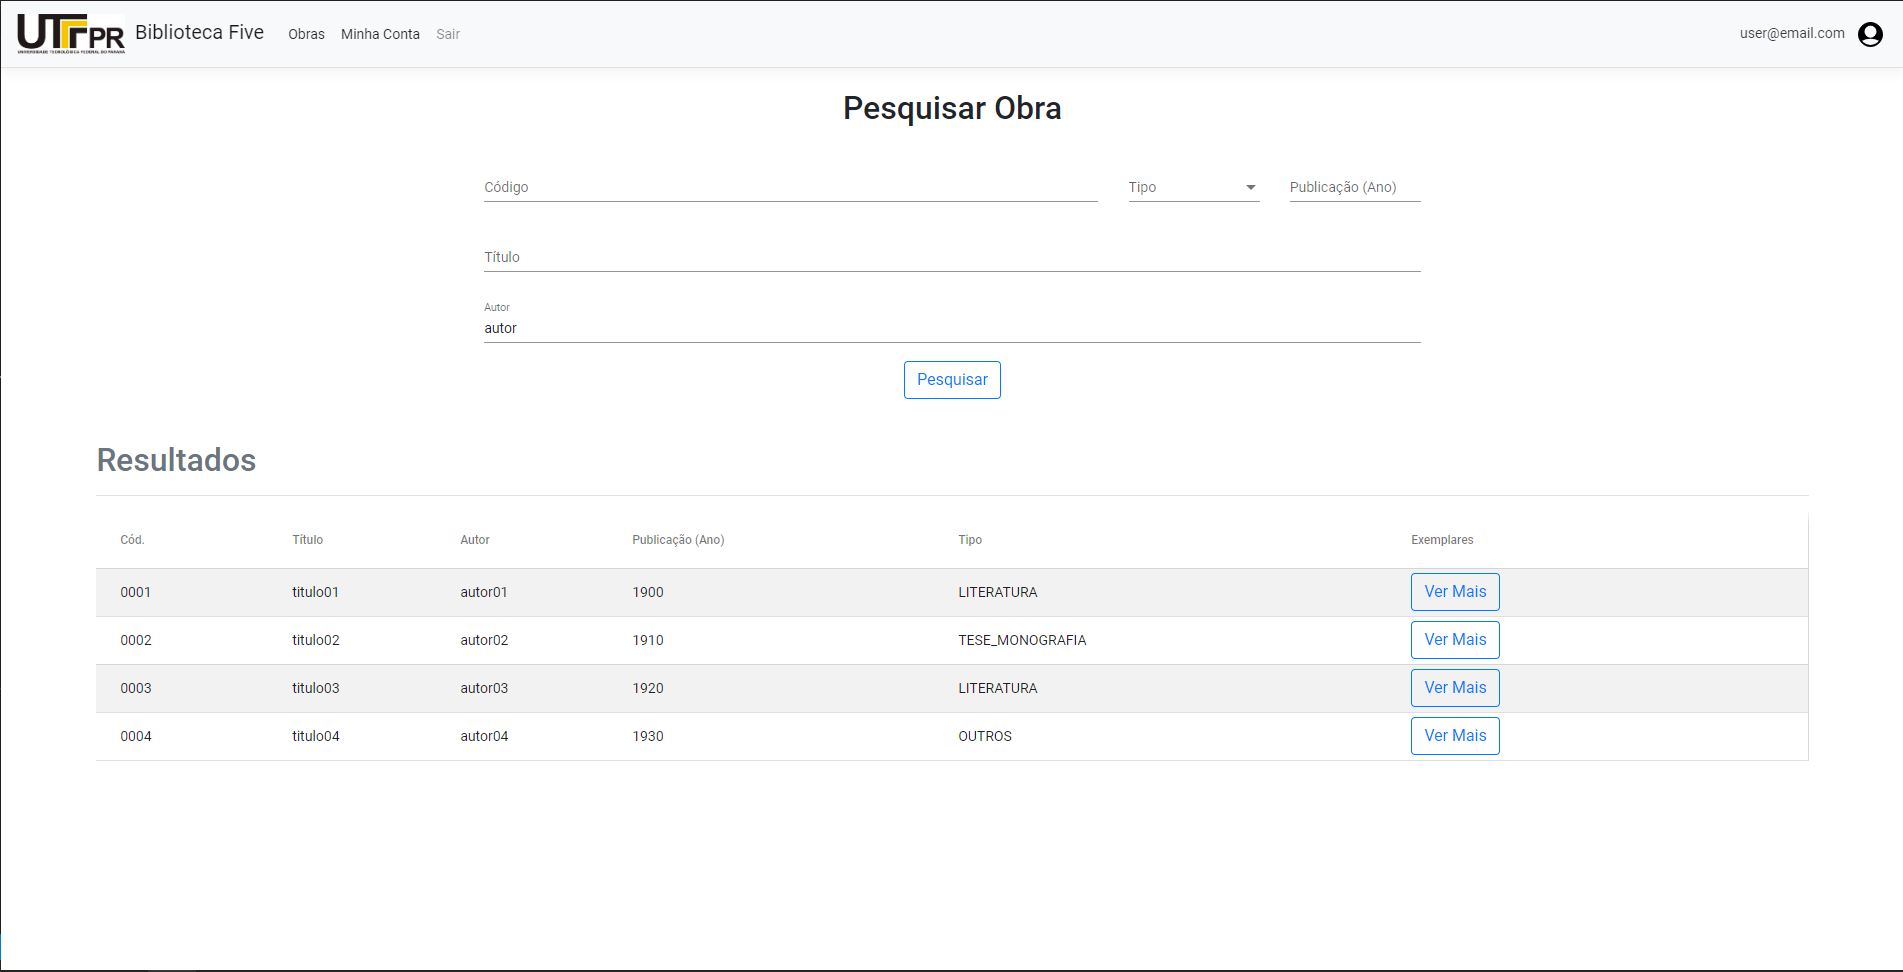 UTFPR Biblioteca Five Obras Minha Conta Sair user@email.com
UNIVERSIDADE TECNOLÓGICA FEDERAL DO PARANÁ
Pesquisar Obra
Código Tipo Publicação (Ano)
Título
Autor
autor
Pesquisar
Resultados
Cód. Título Autor Publicação (Ano) Tipo Exemplares
0001 titulo01 autor01 1900 LITERATURA Ver Mais
0002 titulo02 autor02 1910 TESE_MONOGRAFIA Ver Mais
0003 titulo03 autor03 1920 LITERATURA Ver Mais
0004 titulo04 autor04 1930 OUTROS Ver Mais